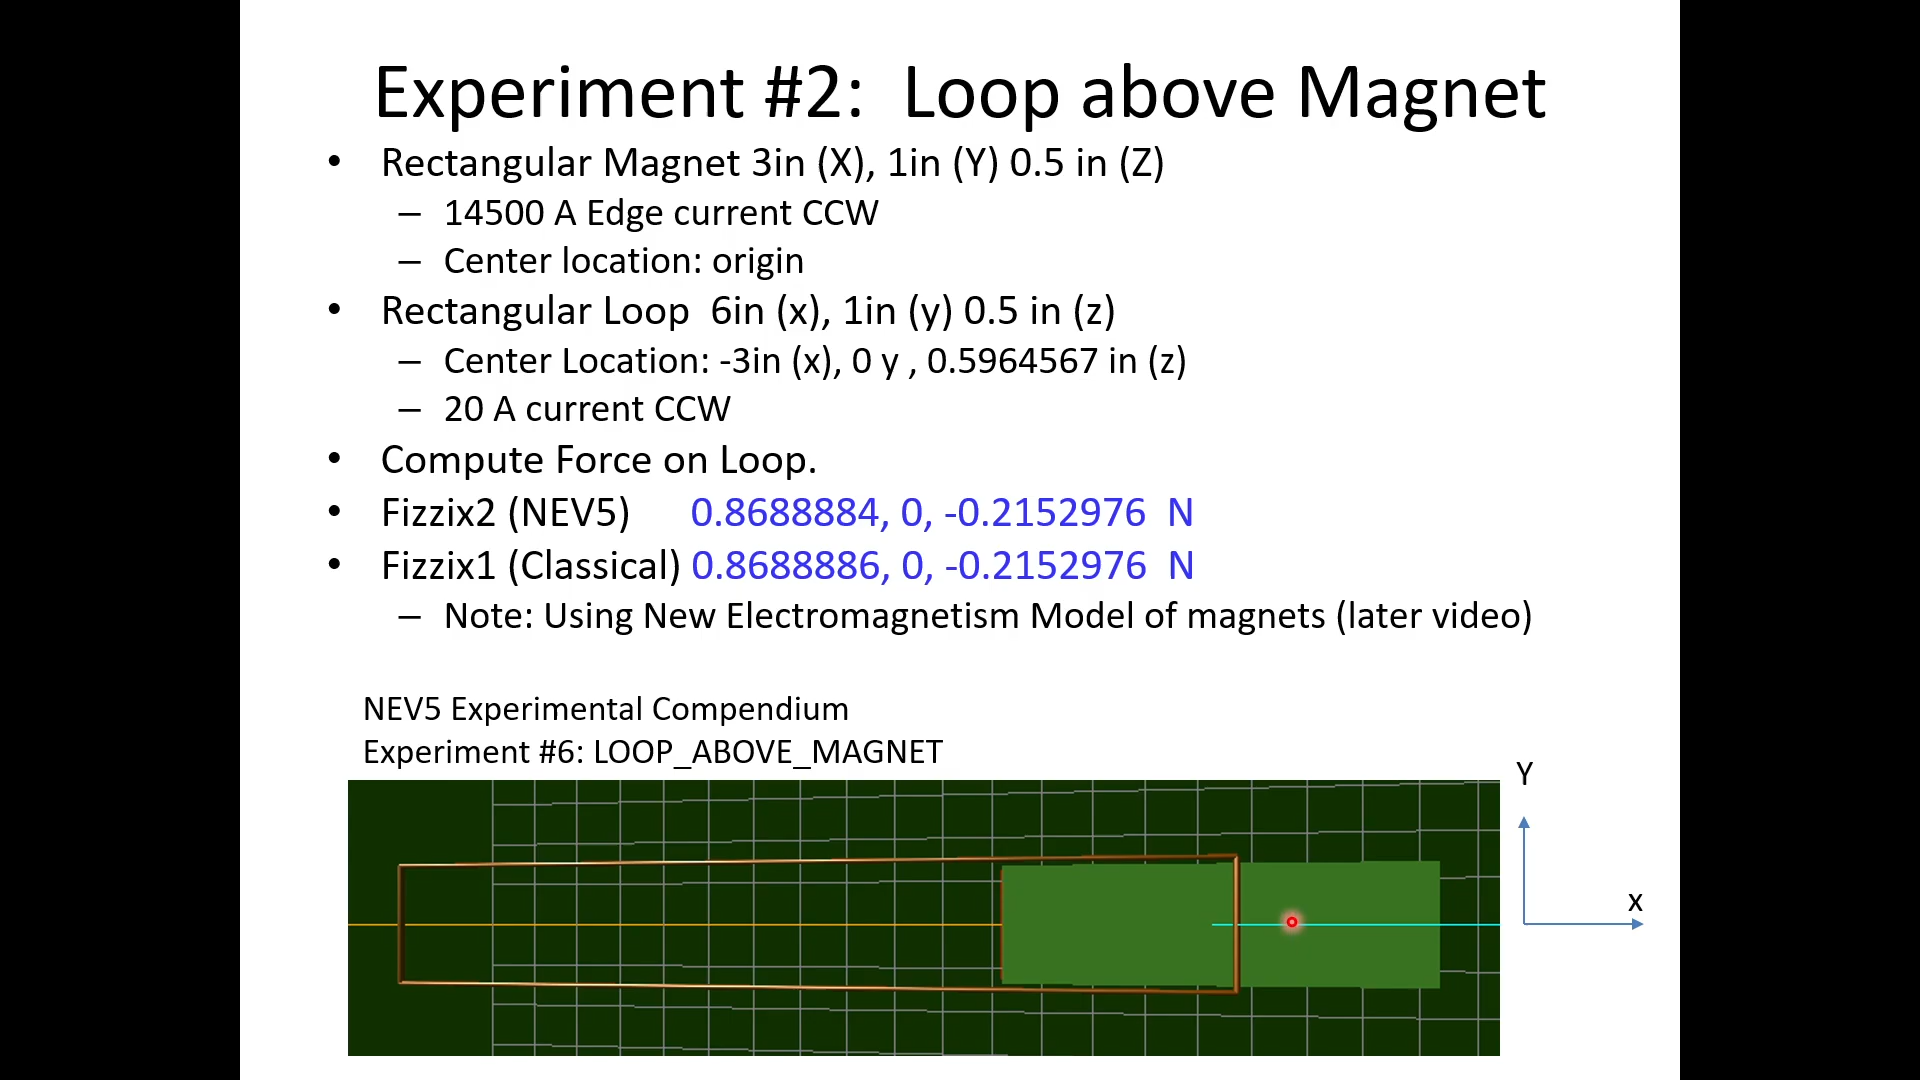 Experiment #2:  Loop above Magnet
• Rectangular Magnet 3in (X), 1in (Y) 0.5 in (Z)
– 14500 A Edge current CCW
– Center location: origin
• Rectangular Loop  6in (x), 1in (y) 0.5 in (z)
– Center Location: -3in (x), 0 y , 0.5964567 in (z)
– 20 A current CCW
• Compute Force on Loop.
• Fizzix2 (NEV5) 0.8688884, 0, -0.2152976  N
• Fizzix1 (Classical) 0.8688886, 0, -0.2152976  N
– Note: Using New Electromagnetism Model of magnets (later video)
NEV5 Experimental Compendium
Experiment #6: LOOP_ABOVE_MAGNET
Y
x